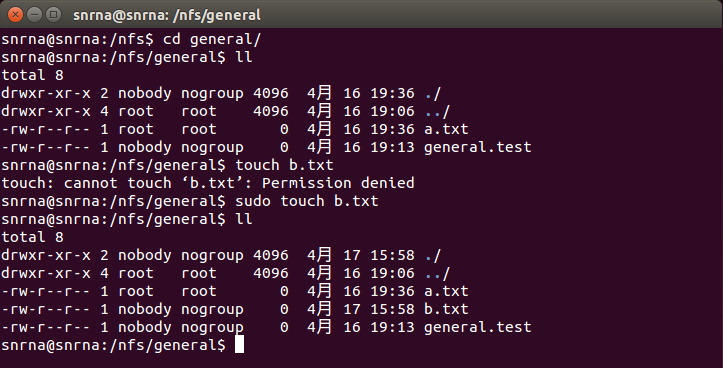 snrna@snrna: /nfs/general
snrna@snrna:/nfs$ cd general/
snrna@snrna:/nfs/general$ ll
total 8
drwxr-xr-x 2 nobody nogroup 4096  4月 16 19:36 ./
drwxr-xr-x 4 root   root    4096  4月 16 19:06 ../
-rw-r--r-- 1 root   root       0  4月 16 19:36 a.txt
-rw-r--r-- 1 nobody nogroup    0  4月 16 19:13 general.test
snrna@snrna:/nfs/general$ touch b.txt
touch: cannot touch ‘b.txt’: Permission denied
snrna@snrna:/nfs/general$ sudo touch b.txt
snrna@snrna:/nfs/general$ ll
total 8
drwxr-xr-x 2 nobody nogroup 4096  4月 17 15:58 ./
drwxr-xr-x 4 root   root    4096  4月 16 19:06 ../
-rw-r--r-- 1 root   root       0  4月 16 19:36 a.txt
-rw-r--r-- 1 nobody nogroup    0  4月 17 15:58 b.txt
-rw-r--r-- 1 nobody nogroup    0  4月 16 19:13 general.test
snrna@snrna:/nfs/general$